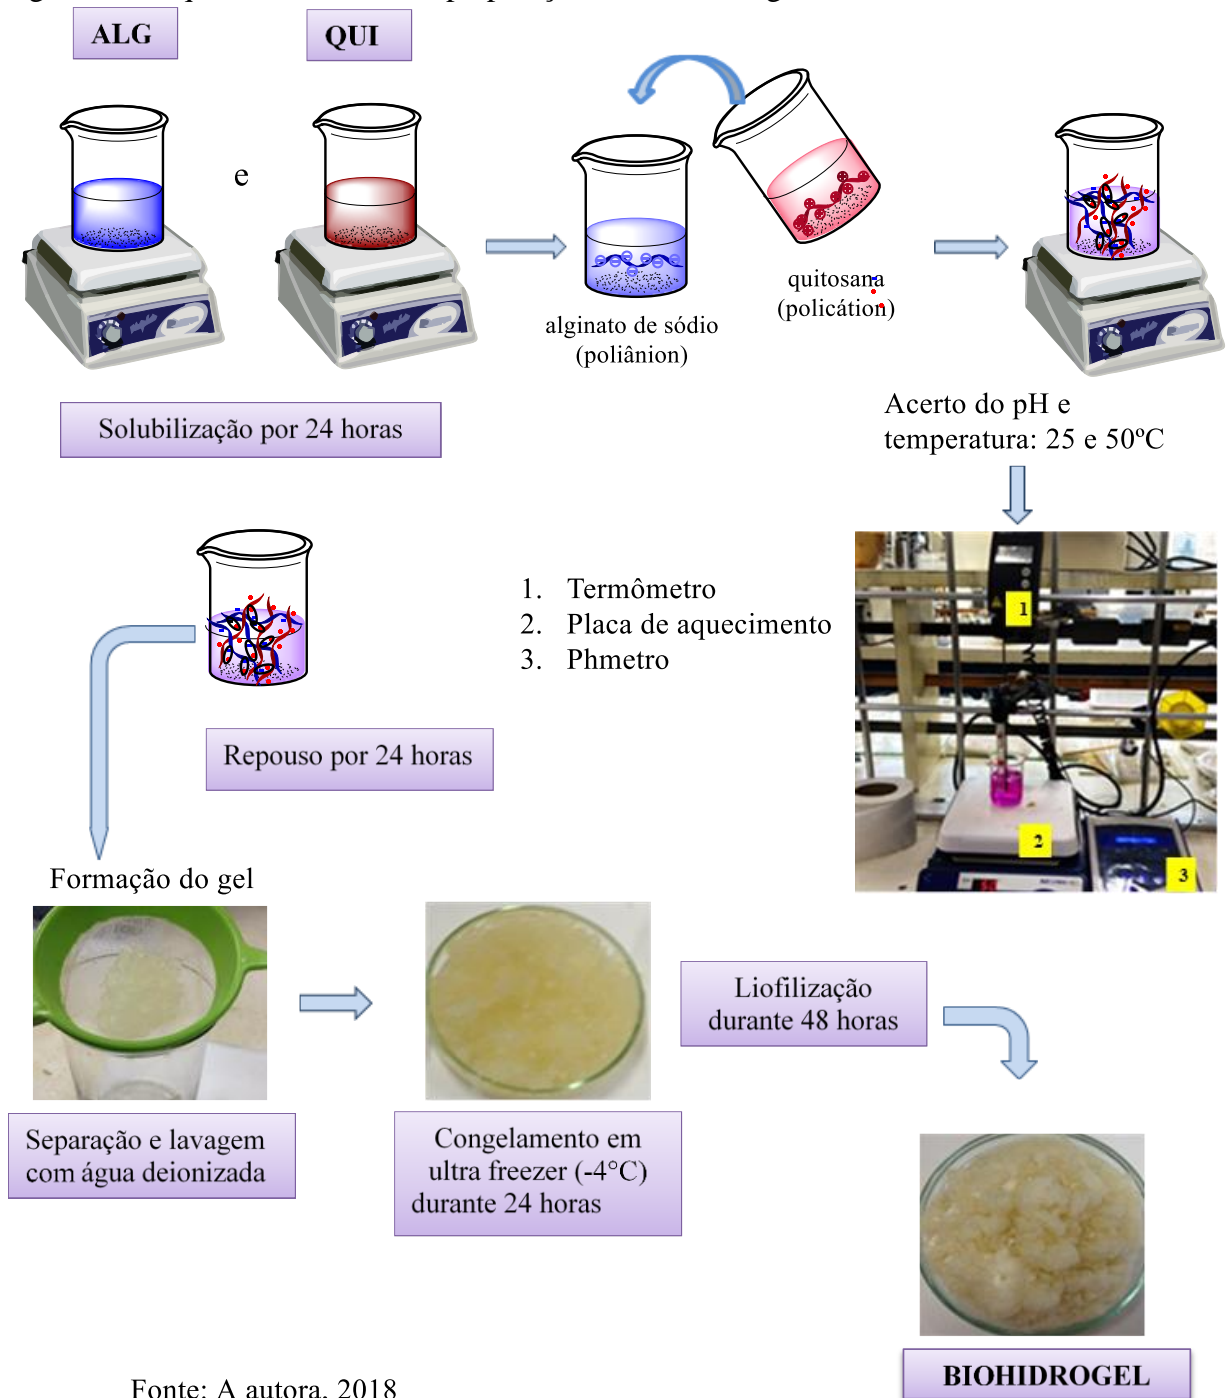 ALG
QUI
e
alginato de sódio
(poliânion)
quitosana
(policátion)
Solubilização por 24 horas
Acerto do pH e
temperatura: 25 e 50ºC
1. Termômetro
2. Placa de aquecimento
3. Phmetro
1
2
3
Repouso por 24 horas
Formação do gel
Separação e lavagem
com água deionizada
Congelamento em
ultra freezer (-4°C)
durante 24 horas
Liofilização
durante 48 horas
BIOHIDROGEL
Fonte: A autora, 2018